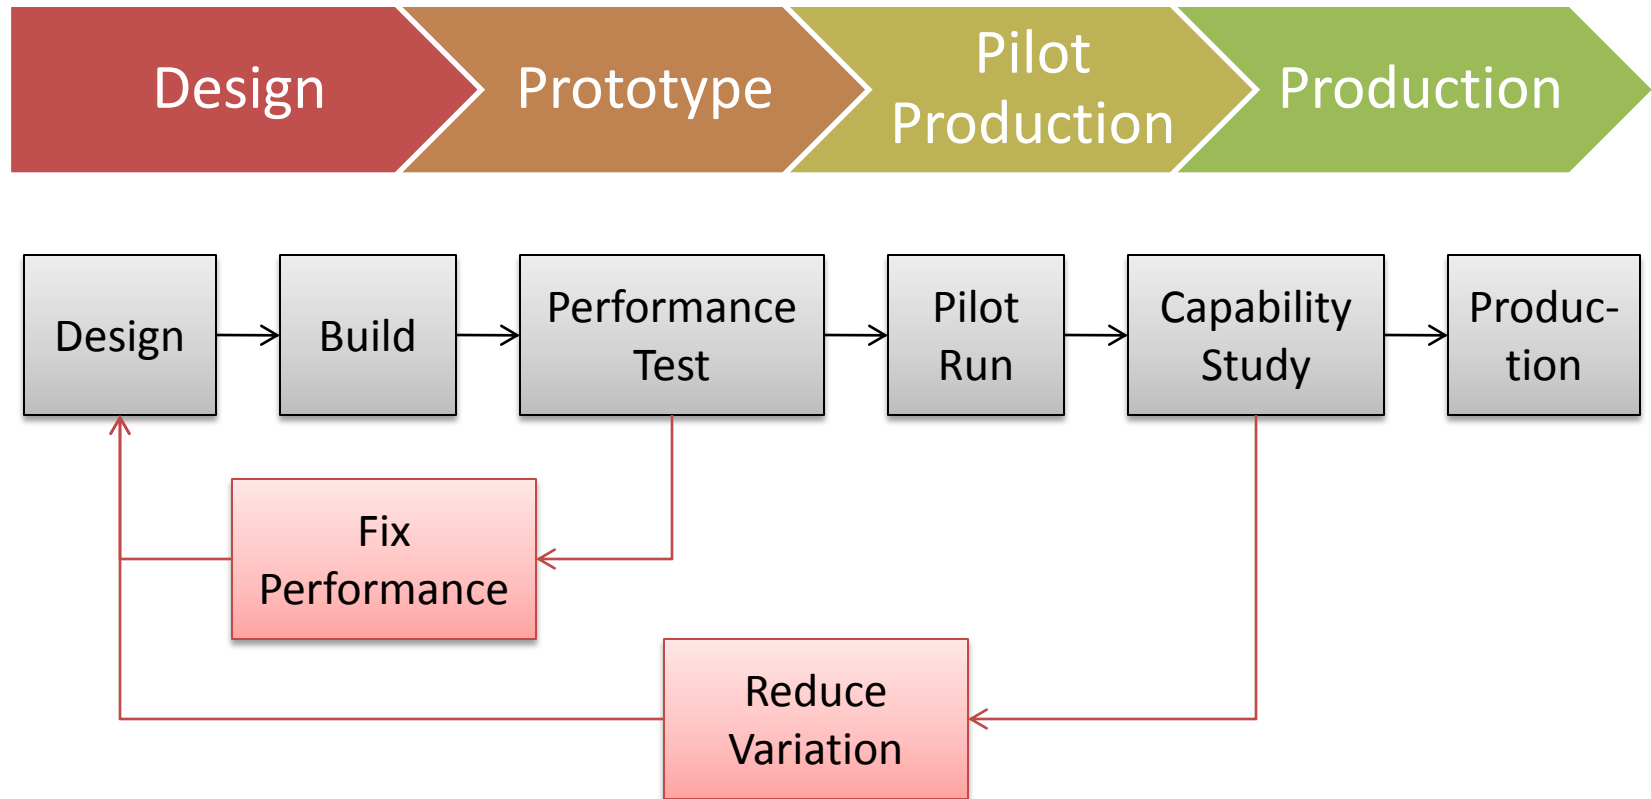 Design
Prototype
Pilot
Production
Production
Design
Build
Performance
Test
Pilot
Run
Capability
Study
Produc-
tion
Fix
Performance
Reduce
Variation